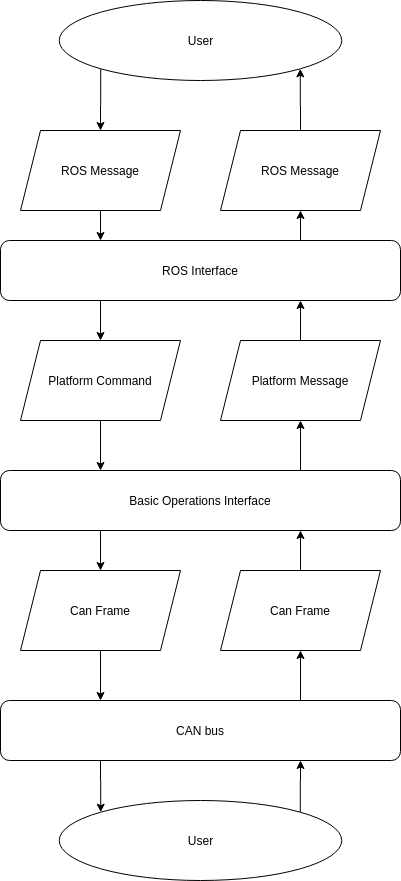 User
ROS Message
ROS Message
ROS Interface
Platform Command
Platform Message
Basic Operations Interface
Can Frame
Can Frame
CAN bus
User